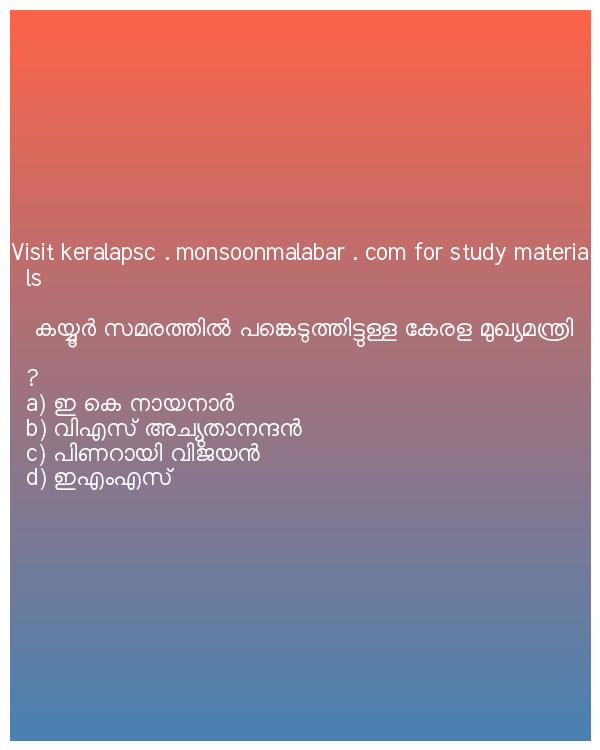 Visit keralapsc . monsoonmalabar . com for study materia
ls
കയ്യൂർ സമരത്തിൽ പങ്കെടുത്തിട്ടുള്ള കേരള മുഖ്യമന്ത്രി
?
a) ഇ കെ നായനാർ
b) വിഎസ് അച്യുതാനന്ദൻ
c) പിണറായി വിജയൻ
d) ഇഎംഎസ്